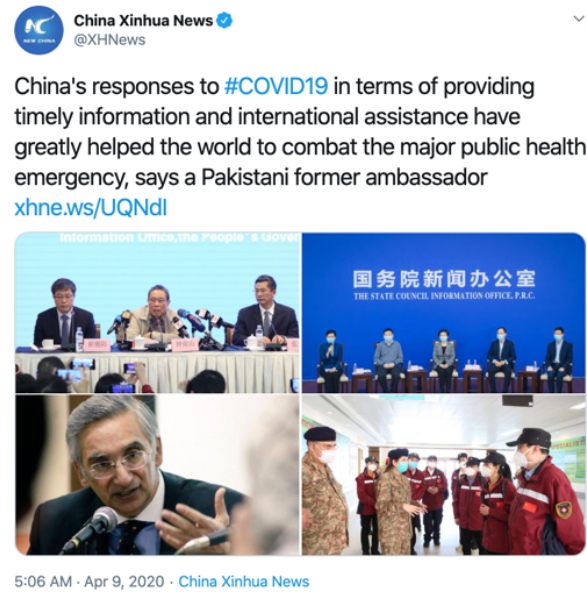 China Xinhua News
@XHNews
China's responses to #COVID19 in terms of providing
timely information and international assistance have
greatly helped the world to combat the major public health
emergency, says a Pakistani former ambassador
xhne.ws/UQNdI
Information Office,the People's Gover
国务院新闻办公室
THE STATE COUNCIL INFORMATION OFFICE, P.R.C.
5:06 AM · Apr 9, 2020 · China Xinhua News